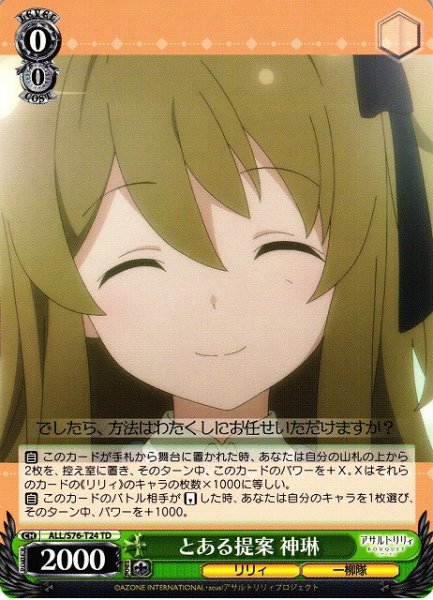 LEVEL
0
0
COST
でしたら、方法はわたくしにお任せいただけますか?
自 このカードが手札から舞台に置かれた時、あなたは自分の山札の上から
2枚を、控え室に置き、そのターン中、このカードのパワーを+X。Xはそれら
のカードの《リリィ》のキャラの枚数×1000に等しい。
自 このカードのバトル相手が した時、あなたは自分のキャラを1枚選び、
そのターン中、パワーを+1000。
CH ALL/S76-T24 TD
2000
とある提案 神琳
アサルトリリィ
BOUQUET
リリィ 一柳隊
©AZONE INTERNATIONAL・acus/アサルトリリィプロジェクト